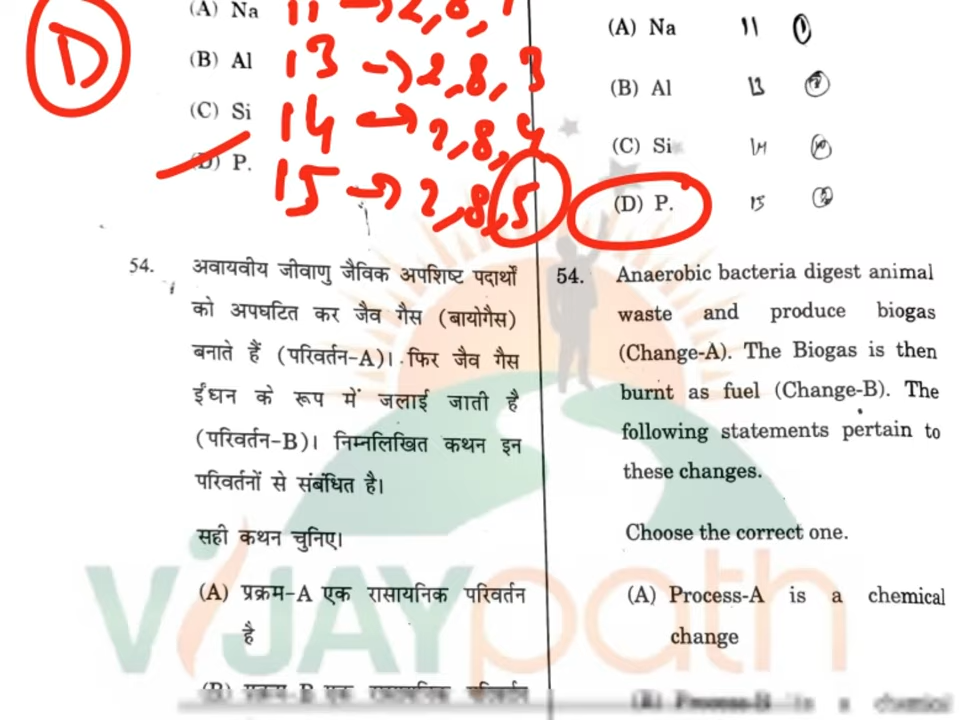 (A) Na 11 → 2,8,1
(B) Al 13 → 2,8,3
(C) Si 14 → 2,8,4
(D) P. 15 → 2,8,5
D
54. अवायवीय जीवाणु जैविक अपशिष्ट पदार्थों
को अपघटित कर जैव गैस (बायोगैस)
बनाते हैं (परिवर्तन-A)। फिर जैव गैस
ईंधन के रूप में जलाई जाती है
(परिवर्तन-B)। निम्नलिखित कथन इन
परिवर्तनों से संबंधित है।
सही कथन चुनिए।
(A) प्रक्रम-A एक रासायनिक परिवर्तन
है
(A) Na 11
(B) Al 13
(C) Si 14
(D) P. 15
54. Anaerobic bacteria digest animal
waste and produce biogas
(Change-A). The Biogas is then
burnt as fuel (Change-B). The
following statements pertain to
these changes.
Choose the correct one.
(A) Process-A is a chemical
change
(B) Process-B is a chemical
ViJAYpath